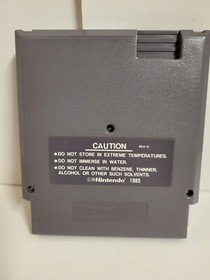 CAUTION
REV-A
• DO NOT STORE IN EXTREME TEMPERATURES.
• DO NOT IMMERSE IN WATER.
• DO NOT CLEAN WITH BENZENE, THINNER,
ALCOHOL OR OTHER SUCH SOLVENTS.
©®Nintendo® 1985